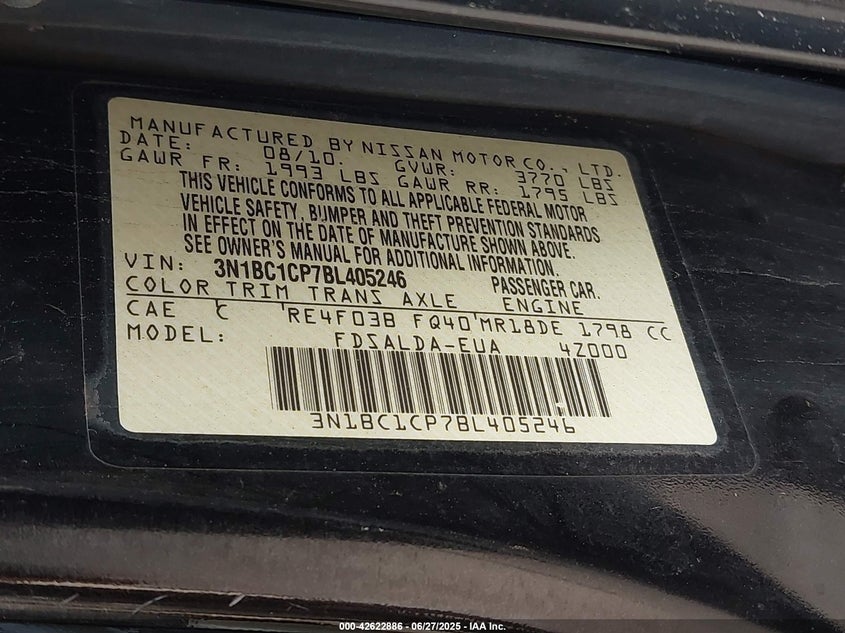 MANUFACTURED BY NISSAN MOTOR CO., LTD.
DATE: 08/10. GVWR: 3770 LBS
GAWR FR: 1993 LBS GAWR RR: 1795 LBS
THIS VEHICLE CONFORMS TO ALL APPLICABLE FEDERAL MOTOR
VEHICLE SAFETY, BUMPER AND THEFT PREVENTION STANDARDS
IN EFFECT ON THE DATE OF MANUFACTURE SHOWN ABOVE.
SEE OWNER'S MANUAL FOR ADDITIONAL INFORMATION.
VIN: 3N1BC1CP7BL405246 PASSENGER CAR.
COLOR TRIM TRANS AXLE ENGINE
CAE C RE4F03B FQ40 MR18DE 1798 CC
MODEL: FDSALDA-EUA 4Z000
3N1BC1CP7BL405246
000-42622886 | 06/27/2025 - IAA Inc.